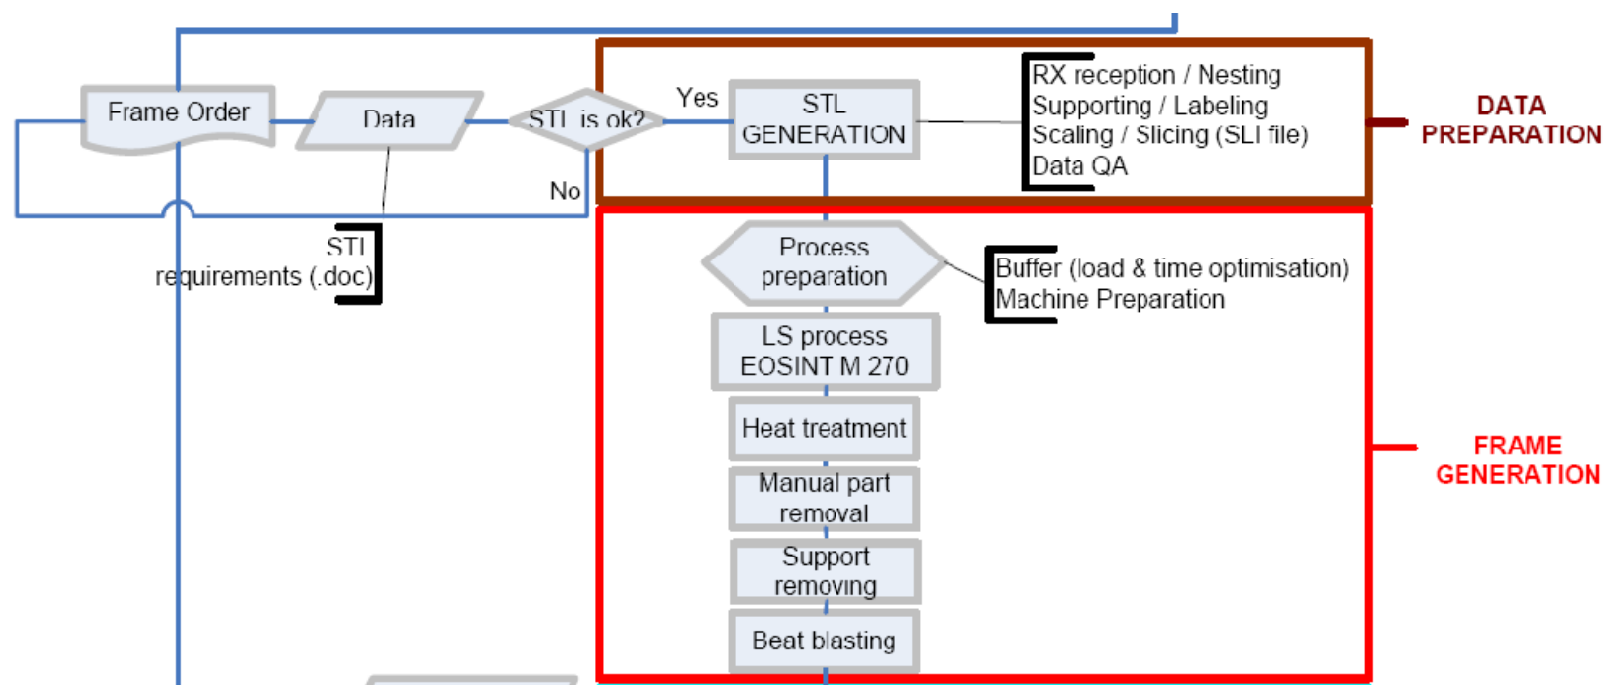 Frame Order
Data
STL is ok?
Yes
No
STL
GENERATION
RX reception / Nesting
Supporting / Labeling
Scaling / Slicing (SLI file)
Data QA
DATA
PREPARATION
STL
requirements (.doc)
Process
preparation
Buffer (load & time optimisation)
Machine Preparation
LS process
EOSINT M 270
Heat treatment
Manual part
removal
Support
removing
Beat blasting
FRAME
GENERATION